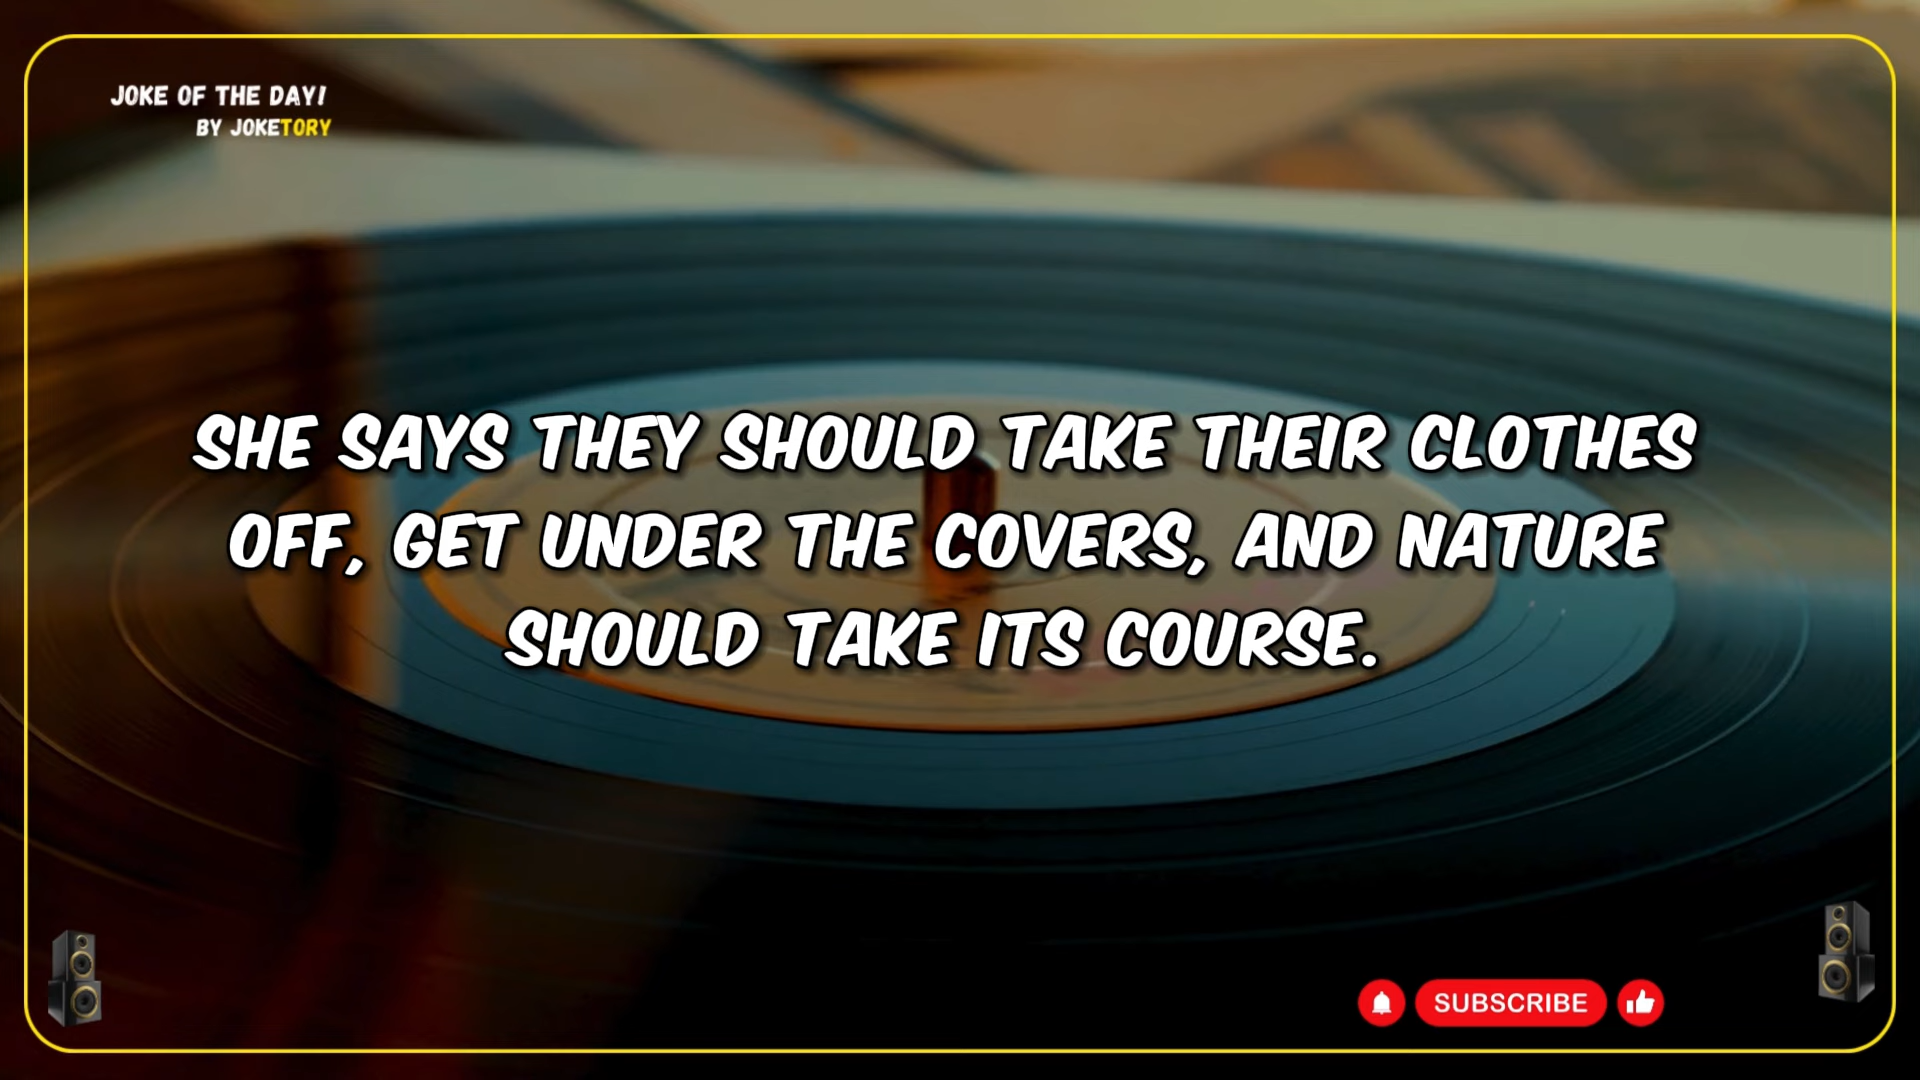 JOKE OF THE DAY!
BY JOKETORY
SHE SAYS THEY SHOULD TAKE THEIR CLOTHES
OFF, GET UNDER THE COVERS, AND NATURE
SHOULD TAKE ITS COURSE.
SUBSCRIBE